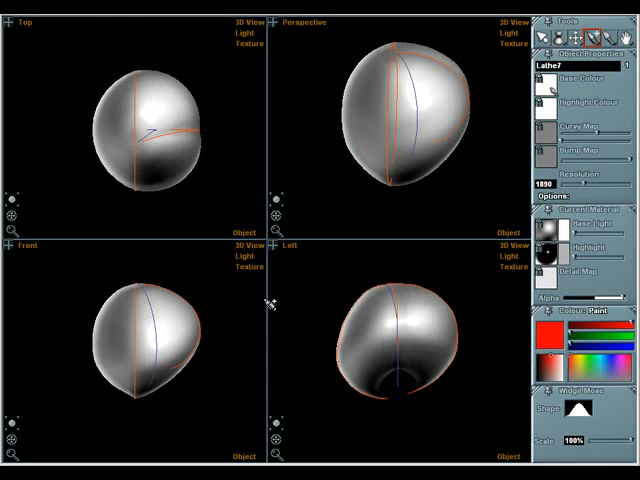 Top
3D View
Light
Texture
Object
Perspective
3D View
Light
Texture
Object
Front
3D View
Light
Texture
Object
Left
3D View
Light
Texture
Object
Tools
Object Properties
Lathe7 1
Base Colour
Highlight Colour
Curvy Map
Bump Map
Resolution
1890
Options:
Current Material
Base Light
Highlight
Detail Map
Alpha
Colour: Paint
Widgit Move
Shape
Scale 100%